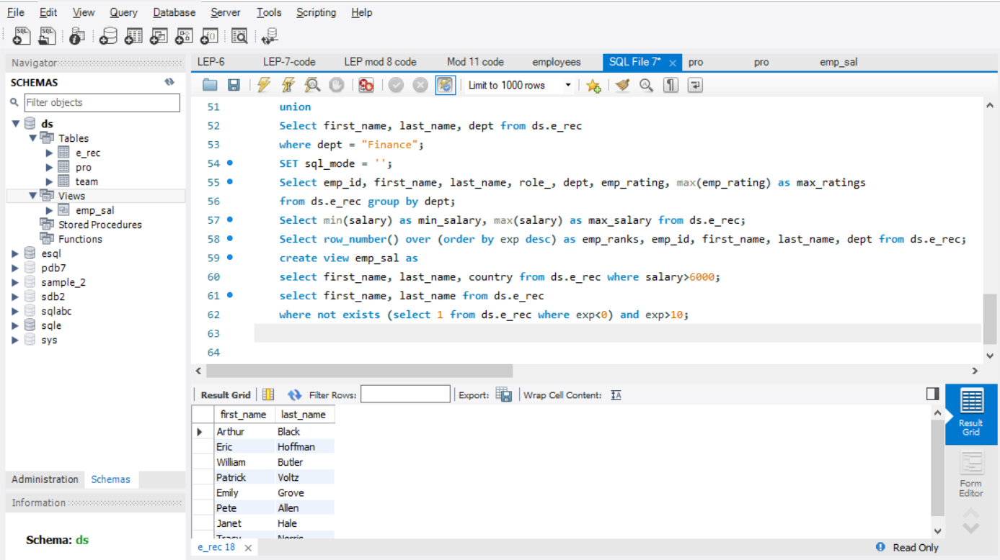 File Edit View Query Database Server Tools Scripting Help
Navigator
SCHEMAS
Filter objects
ds
Tables
e_rec
pro
team
Views
emp_sal
Stored Procedures
Functions
esql
pdb7
sample_2
sdb2
sqlabc
sqle
sys
Administration Schemas
Information
Schema: ds
LEP-6 LEP-7-code LEP mod 8 code Mod 11 code employees SQL File 7* pro pro emp_sal
Limit to 1000 rows
51 union
52 Select first_name, last_name, dept from ds.e_rec
53 where dept = "Finance";
54 SET sql_mode = '';
55 Select emp_id, first_name, last_name, role_, dept, emp_rating, max(emp_rating) as max_ratings
56 from ds.e_rec group by dept;
57 Select min(salary) as min_salary, max(salary) as max_salary from ds.e_rec;
58 Select row_number() over (order by exp desc) as emp_ranks, emp_id, first_name, last_name, dept from ds.e_rec;
59 create view emp_sal as
60 select first_name, last_name, country from ds.e_rec where salary>6000;
61 select first_name, last_name from ds.e_rec
62 where not exists (select 1 from ds.e_rec where exp<0) and exp>10;
63
64
Result Grid Filter Rows: Export: Wrap Cell Content:
first_name last_name
Arthur Black
Eric Hoffman
William Butler
Patrick Voltz
Emily Grove
Pete Allen
Janet Hale
Tracy Norris
Result
Grid
Form
Editor
e_rec 18
Read Only